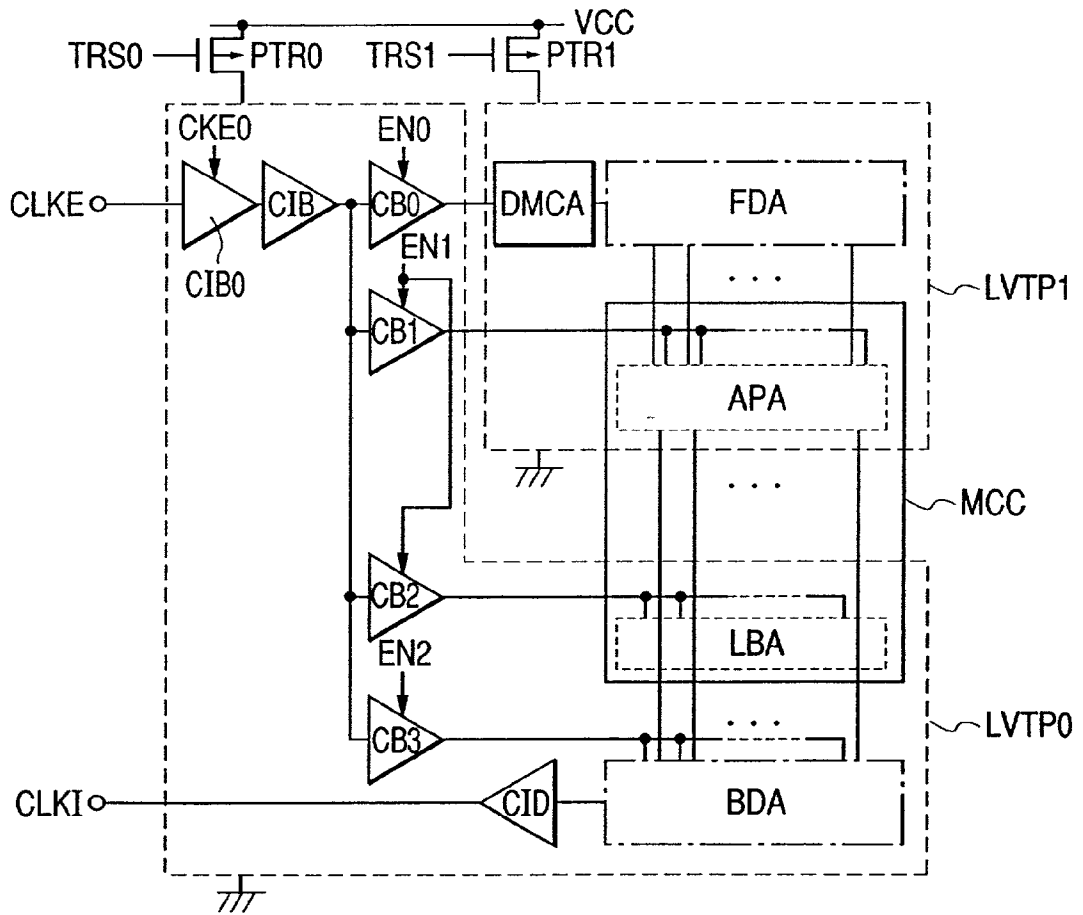 VCC
TRS0
PTR0
TRS1
PTR1
CKE0
EN0
CLKE
CIB
CB0
DMCA
FDA
CIB0
EN1
. . .
LVTP1
CB1
APA
. . .
MCC
CB2
LBA
EN2
CB3
. . .
LVTP0
CLKI
CID
BDA